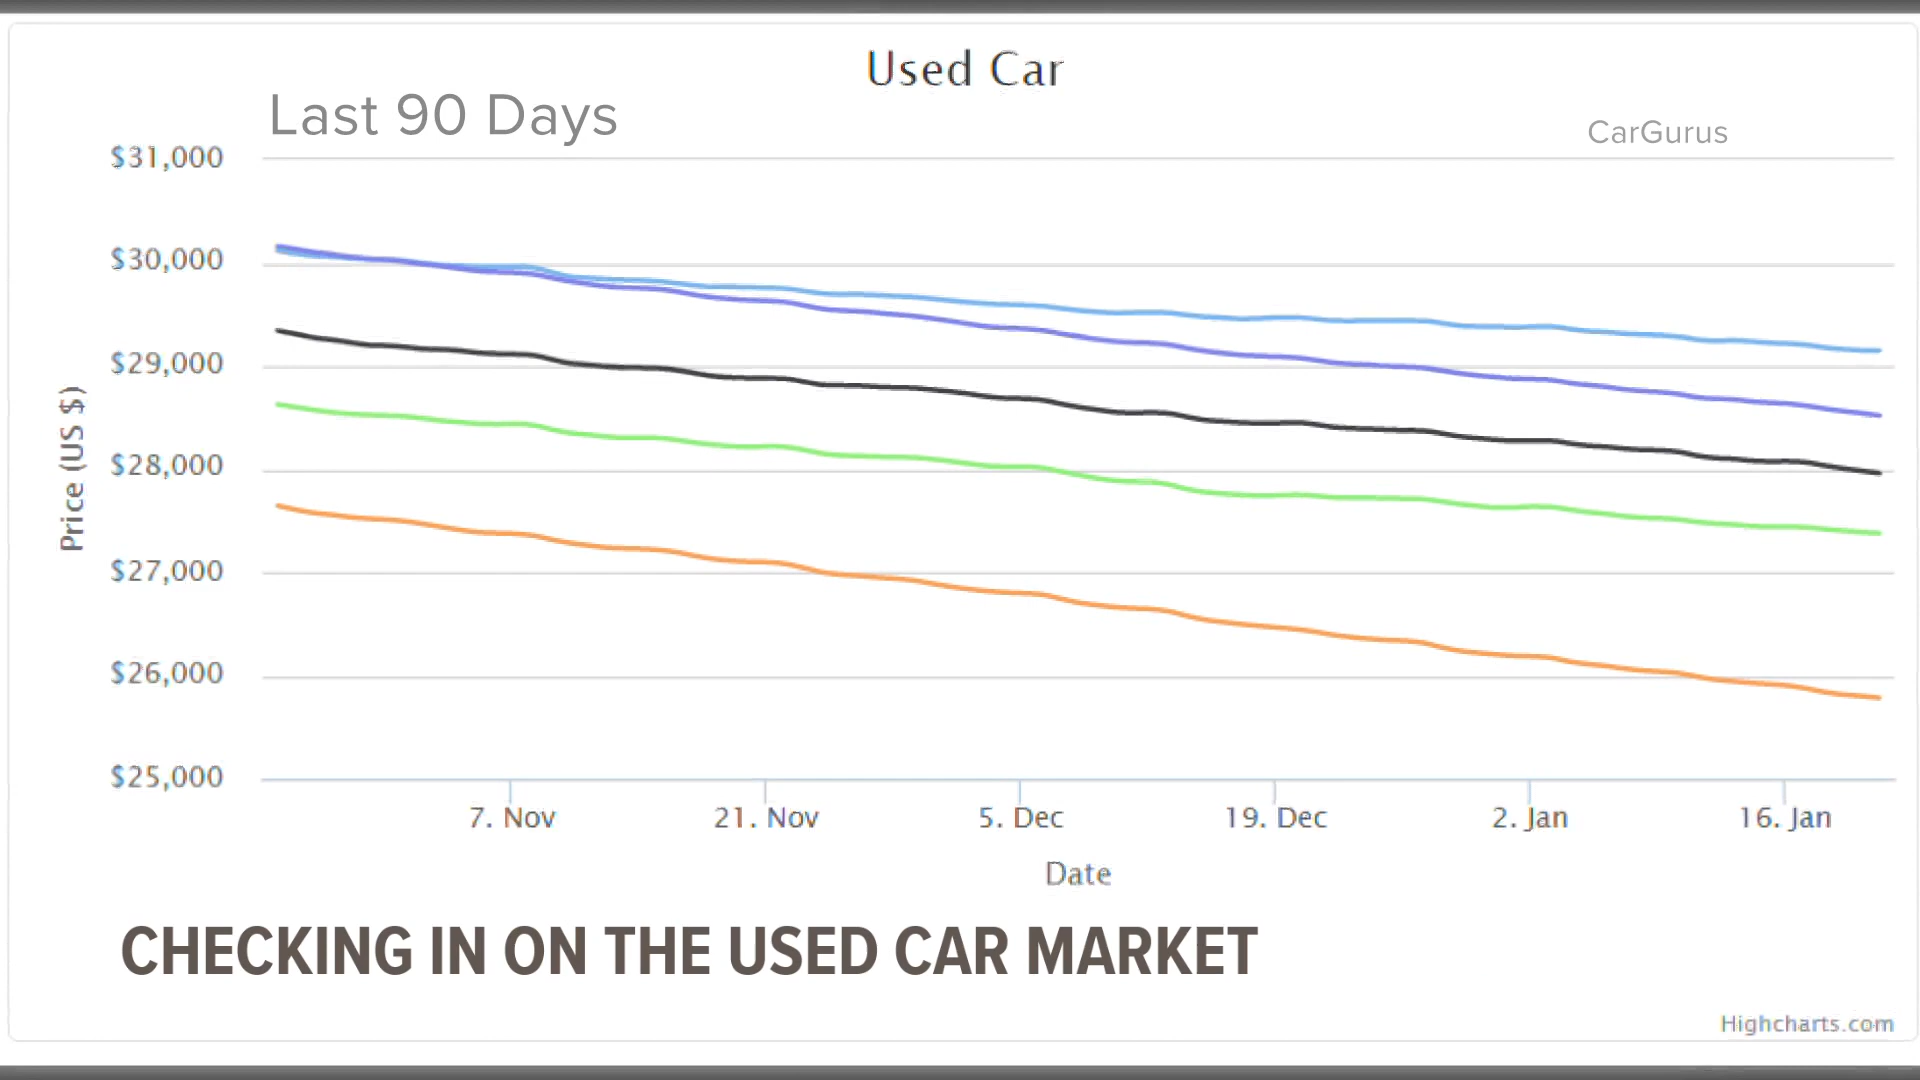 Used Car
Last 90 Days
CarGurus
$31,000
$30,000
$29,000
$28,000
$27,000
$26,000
$25,000
Price (US $)
7. Nov
21. Nov
5. Dec
19. Dec
2. Jan
16. Jan
Date
CHECKING IN ON THE USED CAR MARKET
Highcharts.com